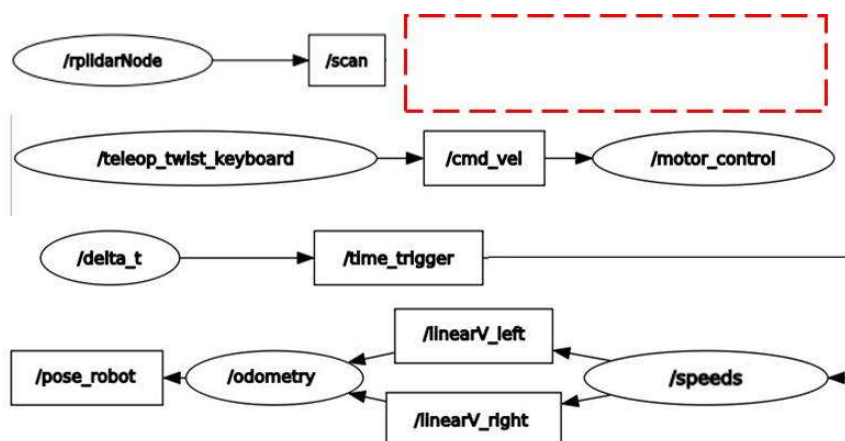 /rplidarNode
/scan
/teleop_twist_keyboard
/cmd_vel
/motor_control
/delta_t
/time_trigger
/linearV_left
/pose_robot
/odometry
/speeds
/linearV_right